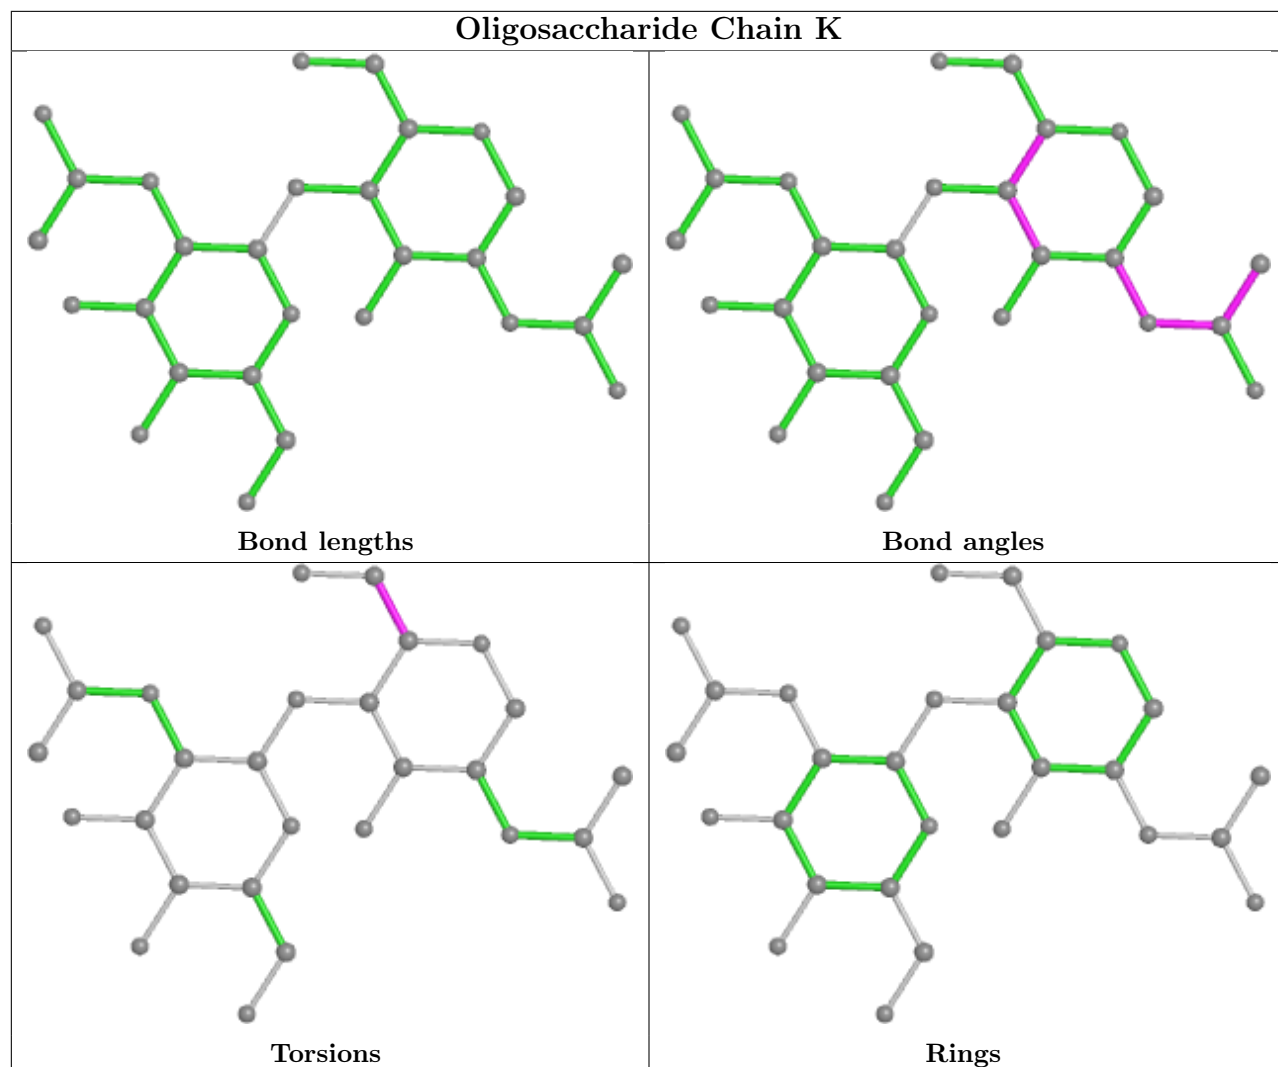 Oligosaccharide Chain K
Bond lengths
Bond angles
Torsions
Rings